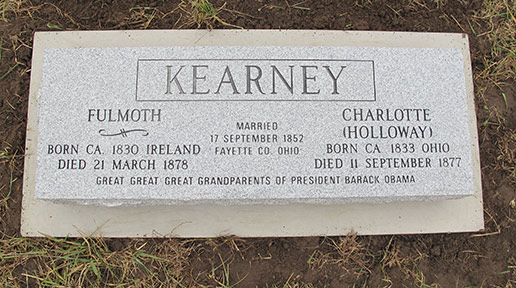 KEARNEY
FULMOTH
BORN CA. 1830 IRELAND
DIED 21 MARCH 1878
MARRIED
17 SEPTEMBER 1852
FAYETTE CO. OHIO
CHARLOTTE
(HOLLOWAY)
BORN CA 1833 OHIO
DIED 11 SEPTEMBER 1877
GREAT GREAT GREAT GRANDPARENTS OF PRESIDENT BARACK OBAMA